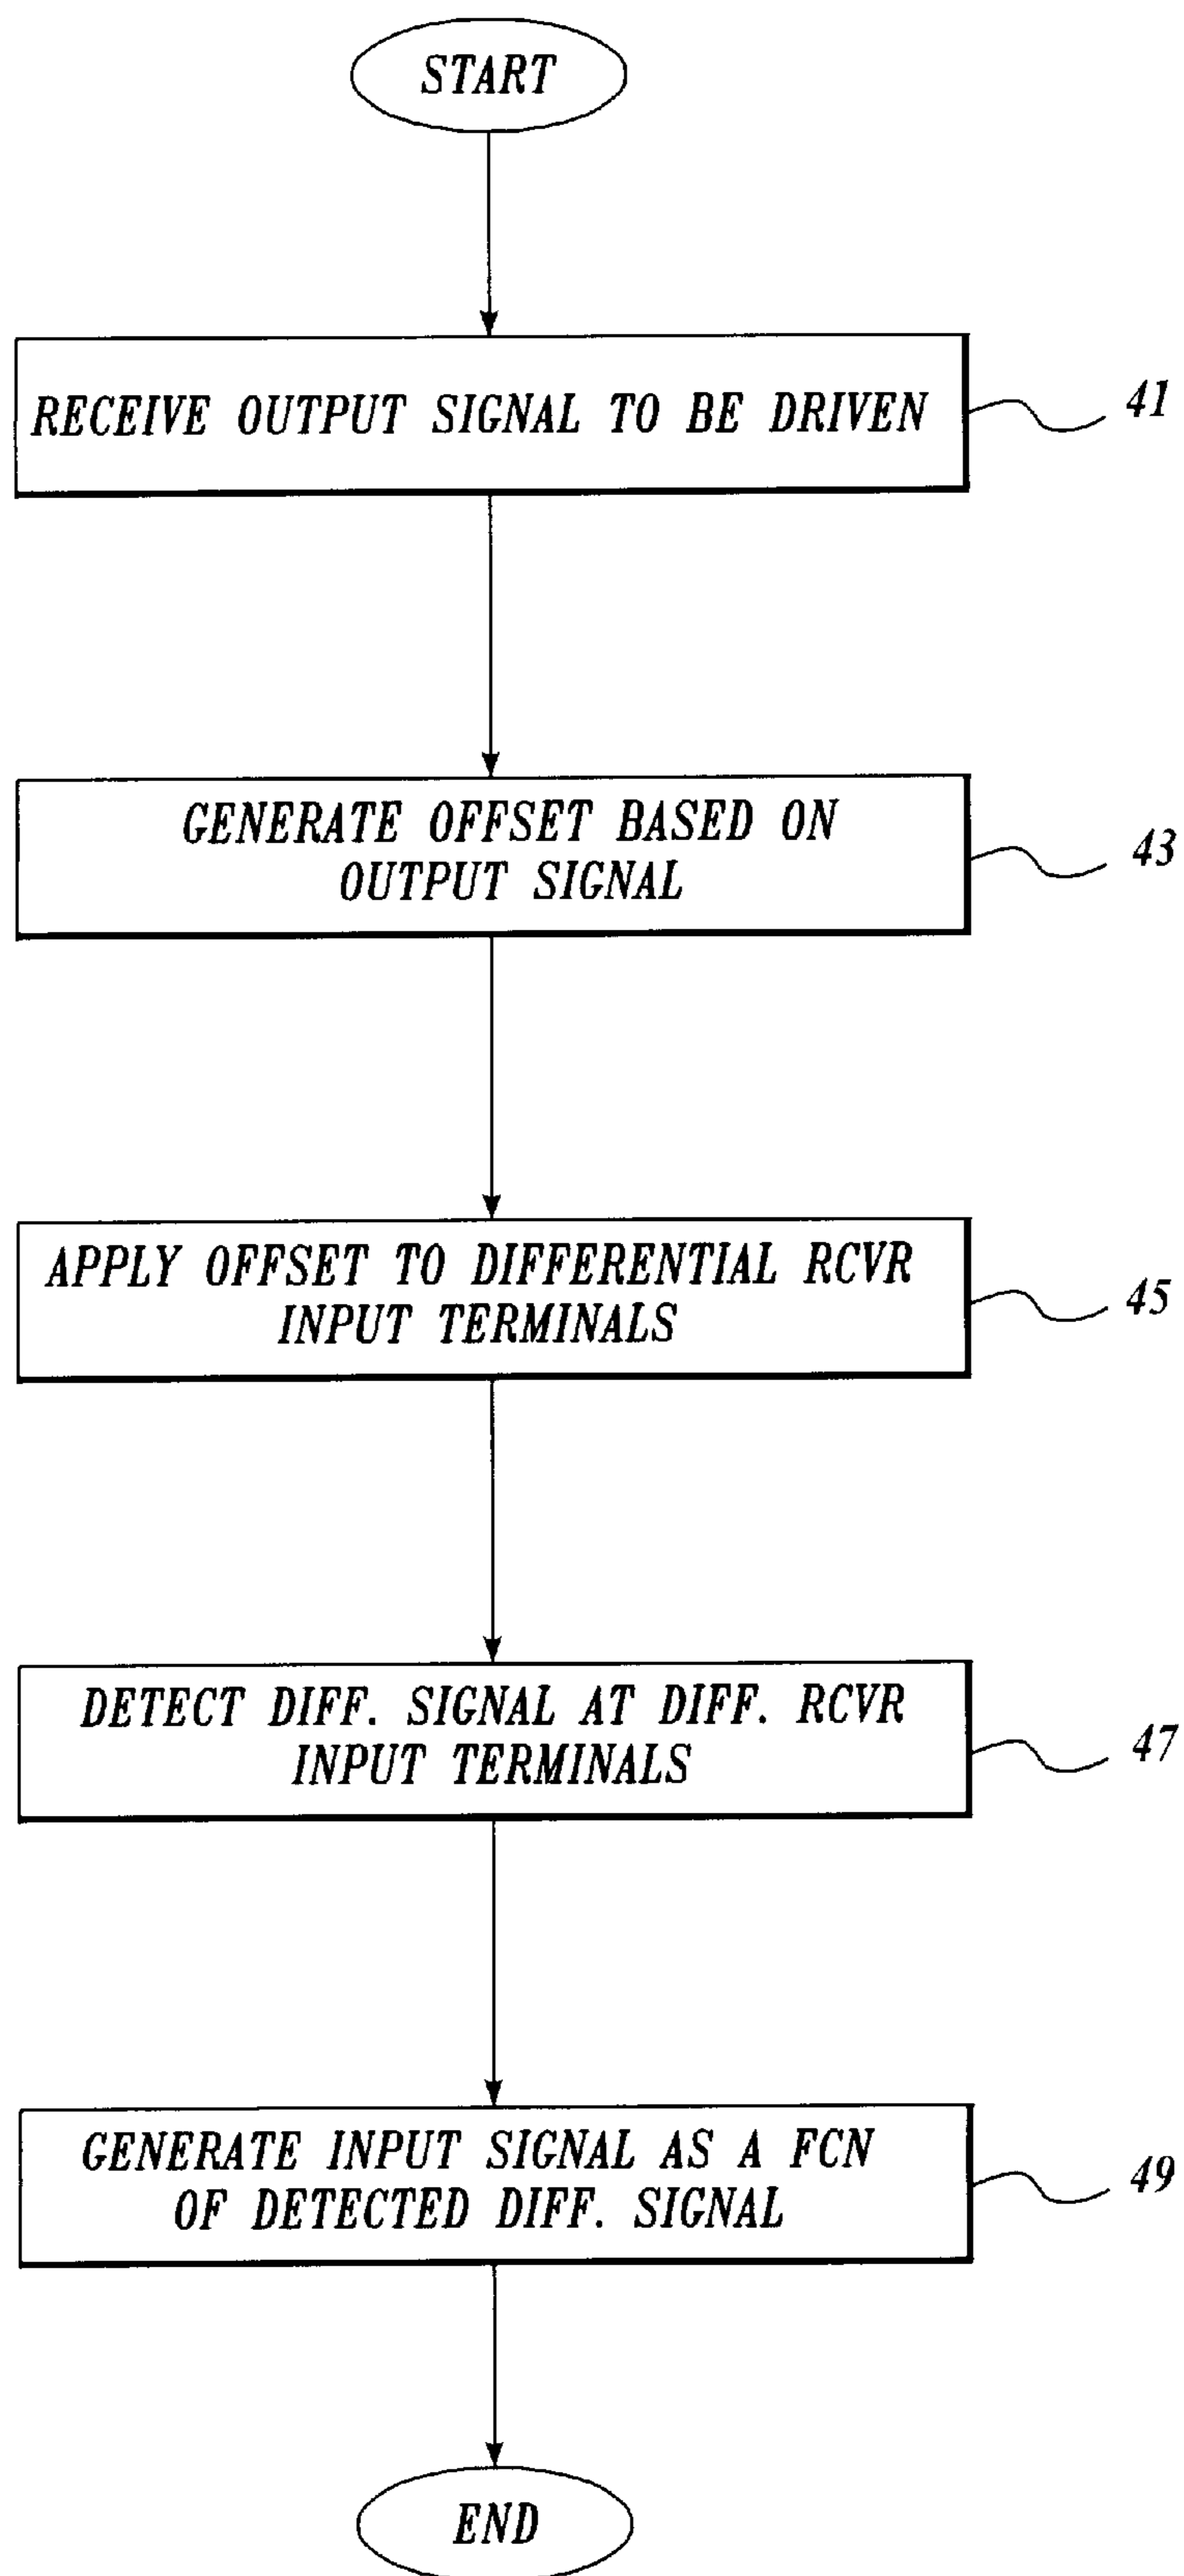 START
RECEIVE OUTPUT SIGNAL TO BE DRIVEN
41
GENERATE OFFSET BASED ON
OUTPUT SIGNAL
43
APPLY OFFSET TO DIFFERENTIAL RCVR
INPUT TERMINALS
45
DETECT DIFF. SIGNAL AT DIFF. RCVR
INPUT TERMINALS
47
GENERATE INPUT SIGNAL AS A FCN
OF DETECTED DIFF. SIGNAL
49
END